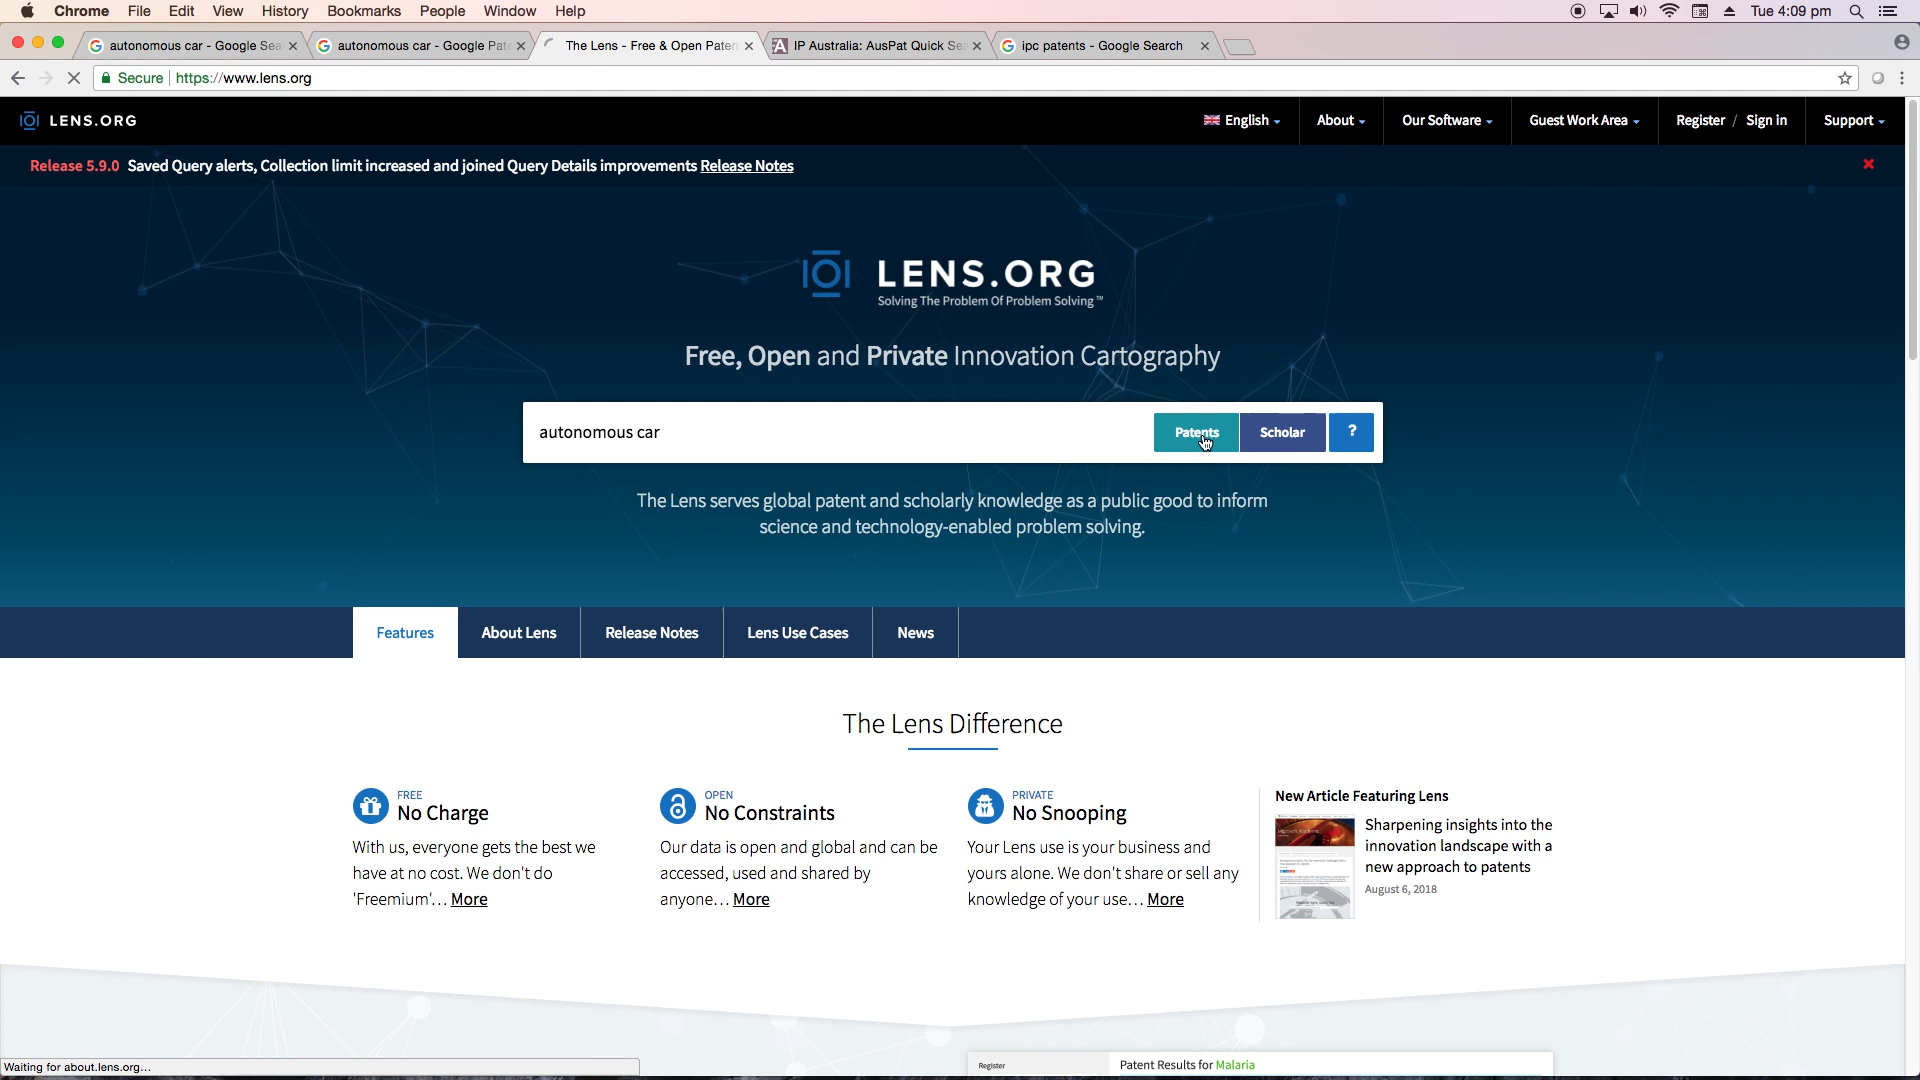 Chrome File Edit View History Bookmarks People Window Help Tue 4:09 pm
autonomous car - Google Sea autonomous car - Google Pat The Lens - Free & Open Paten IP Australia: AusPat Quick Se ipc patents - Google Search
Secure https://www.lens.org
LENS.ORG English About Our Software Guest Work Area Register / Sign in Support
Release 5.9.0 Saved Query alerts, Collection limit increased and joined Query Details improvements Release Notes
LENS.ORG
Solving The Problem Of Problem Solving™
Free, Open and Private Innovation Cartography
autonomous car Patents Scholar ?
The Lens serves global patent and scholarly knowledge as a public good to inform
science and technology-enabled problem solving.
Features About Lens Release Notes Lens Use Cases News
The Lens Difference
FREE
No Charge
With us, everyone gets the best we
have at no cost. We don't do
'Freemium'... More
OPEN
No Constraints
Our data is open and global and can be
accessed, used and shared by
anyone... More
PRIVATE
No Snooping
Your Lens use is your business and
yours alone. We don't share or sell any
knowledge of your use... More
New Article Featuring Lens
Sharpening insights into the
innovation landscape with a
new approach to patents
August 6, 2018
Waiting for about.lens.org...
Register
Patent Results for Malaria